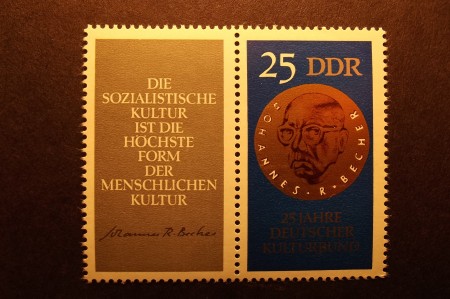 DIE
SOZIALISTISCHE
KULTUR
IST DIE
HÖCHSTE
FORM
DER
MENSCHLICHEN
KULTUR
Johannes R. Becher
25 DDR
JOHANNES · R · BECHER
25 JAHRE
DEUTSCHER
KULTURBUND